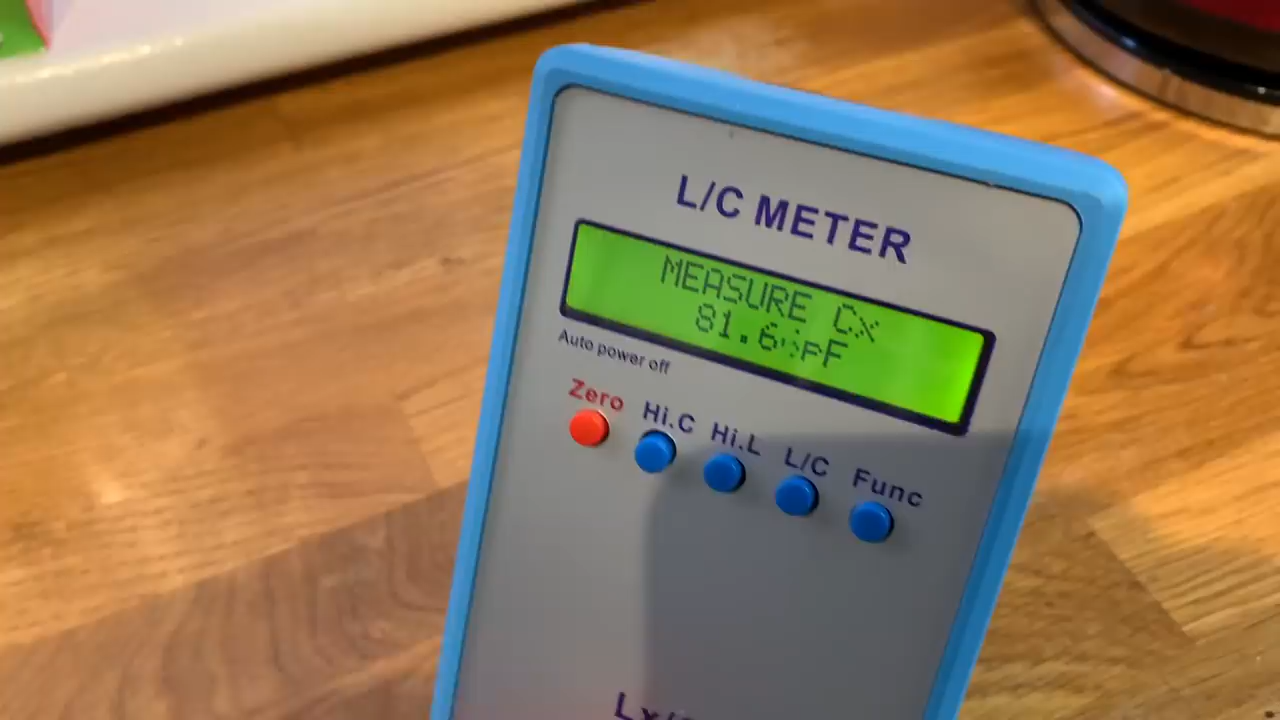 L/C METER
MEASURE Cx
81.6 pF
Auto power off
Zero
Hi.C
Hi.L
L/C
Func